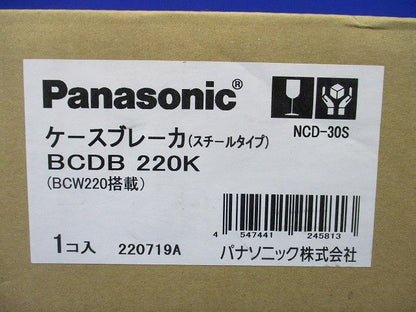 Panasonic®
NCD-30S
ケースブレーカ(スチールタイプ)
BCDB 220K
(BCW220搭載)
4 547441 245813
1コ入 220719A
パナソニック株式会社